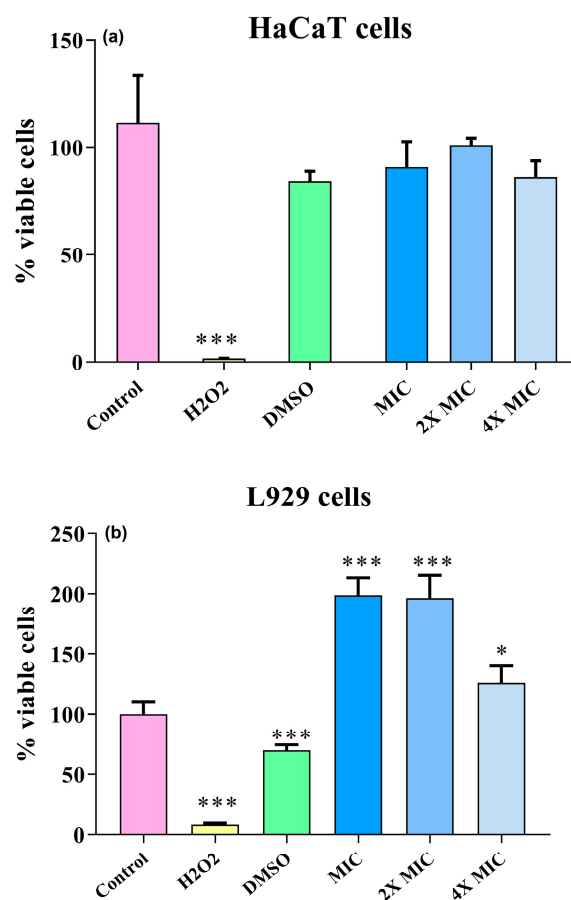 HaCaT cells
(a)
% viable cells
150
100
50
0
***
Control
H2O2
DMSO
MIC
2X MIC
4X MIC
L929 cells
(b)
% viable cells
250
200
150
100
50
0
*** *** *** *** *
Control
H2O2
DMSO
MIC
2X MIC
4X MIC